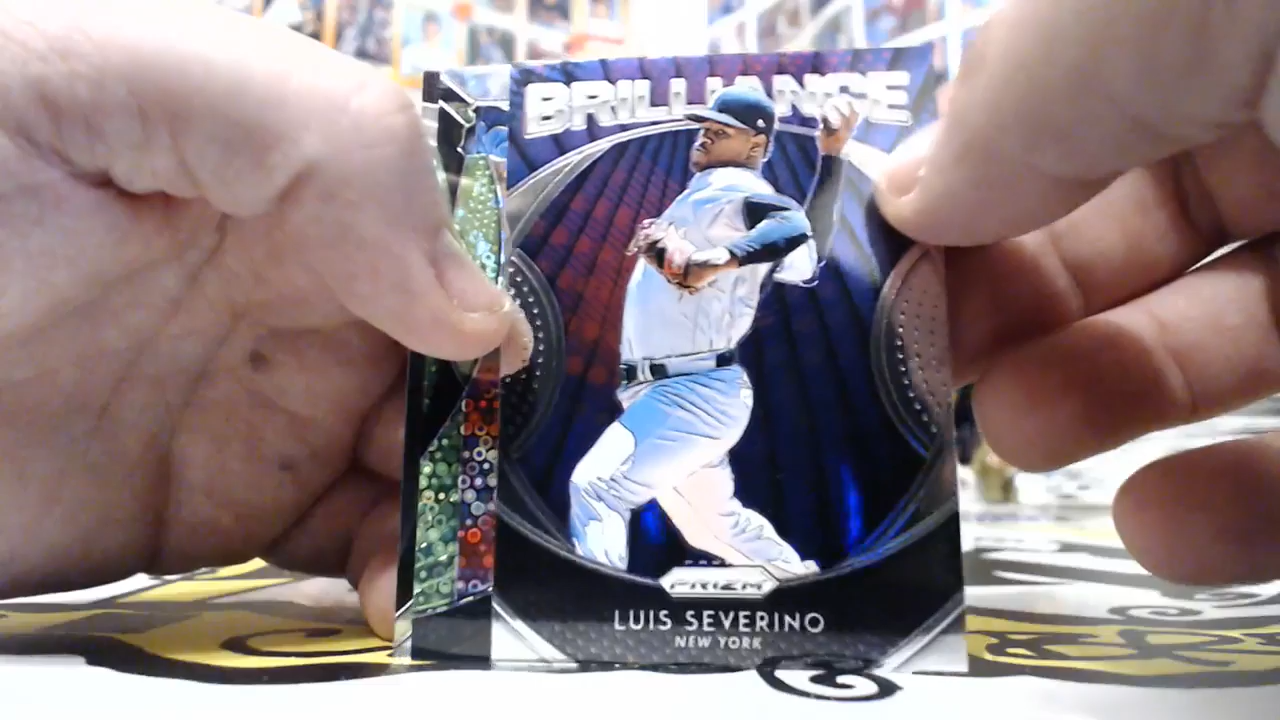 BRILLIANCE
PANINI
PRIZM
LUIS SEVERINO
NEW YORK